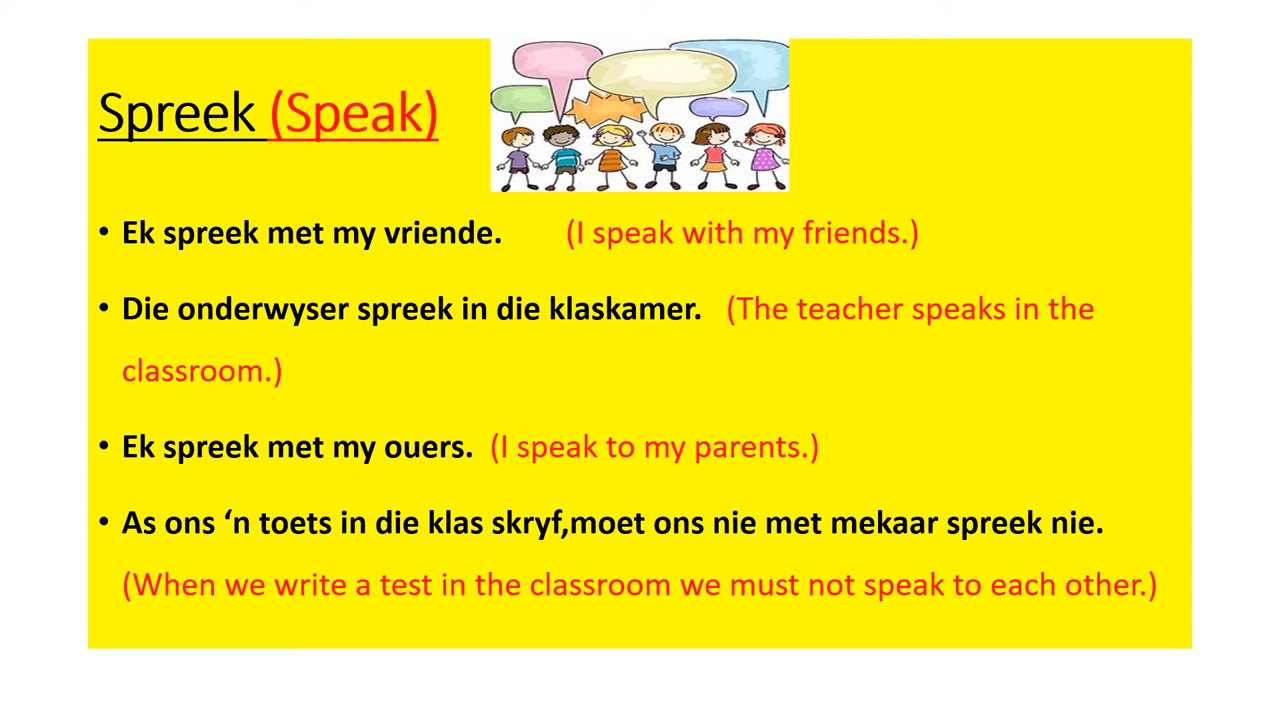 Spreek (Speak)
• Ek spreek met my vriende. (I speak with my friends.)
• Die onderwyser spreek in die klaskamer. (The teacher speaks in the
classroom.)
• Ek spreek met my ouers. (I speak to my parents.)
• As ons ‘n toets in die klas skryf,moet ons nie met mekaar spreek nie.
(When we write a test in the classroom we must not speak to each other.)